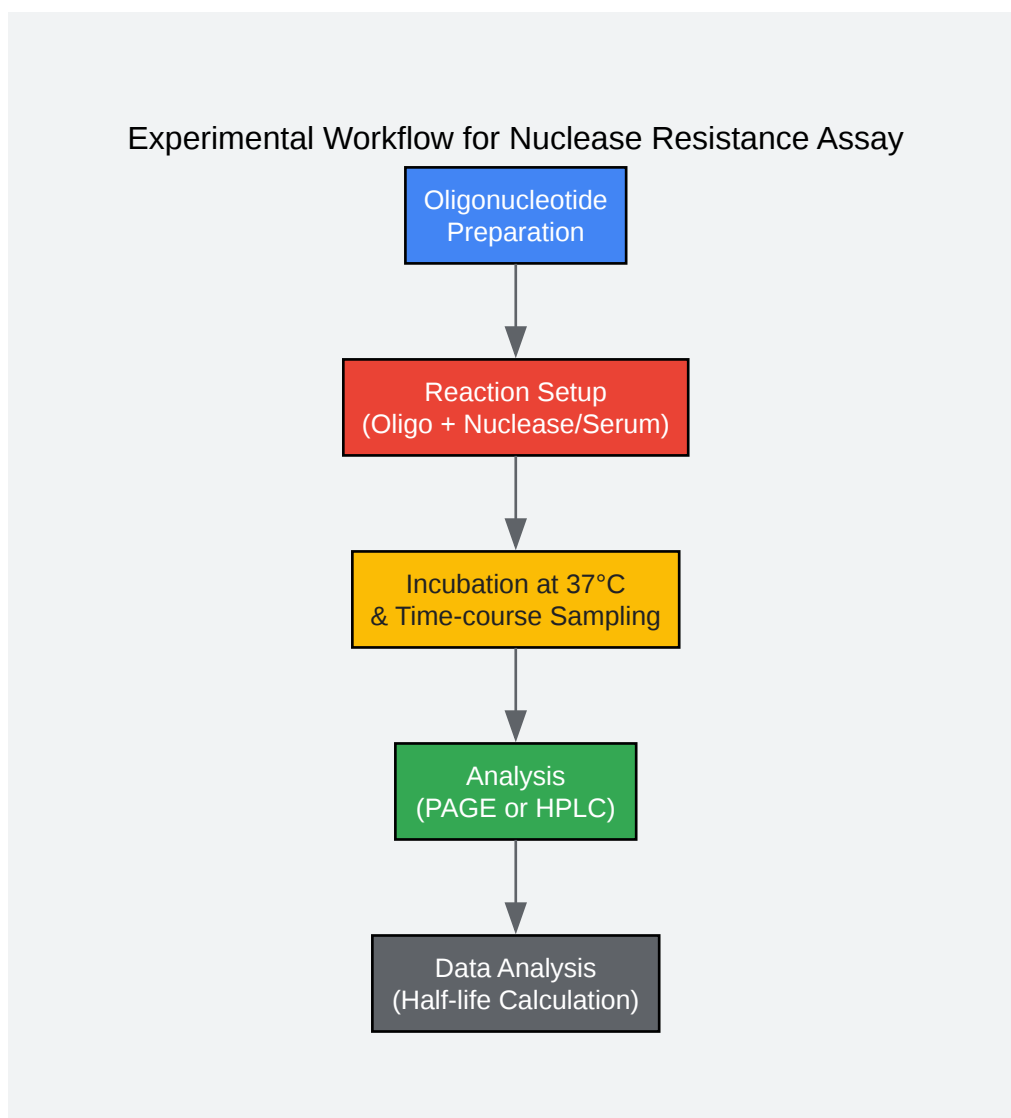 Experimental Workflow for Nuclease Resistance Assay
Oligonucleotide
Preparation
Reaction Setup
(Oligo + Nuclease/Serum)
Incubation at 37°C
& Time-course Sampling
Analysis
(PAGE or HPLC)
Data Analysis
(Half-life Calculation)